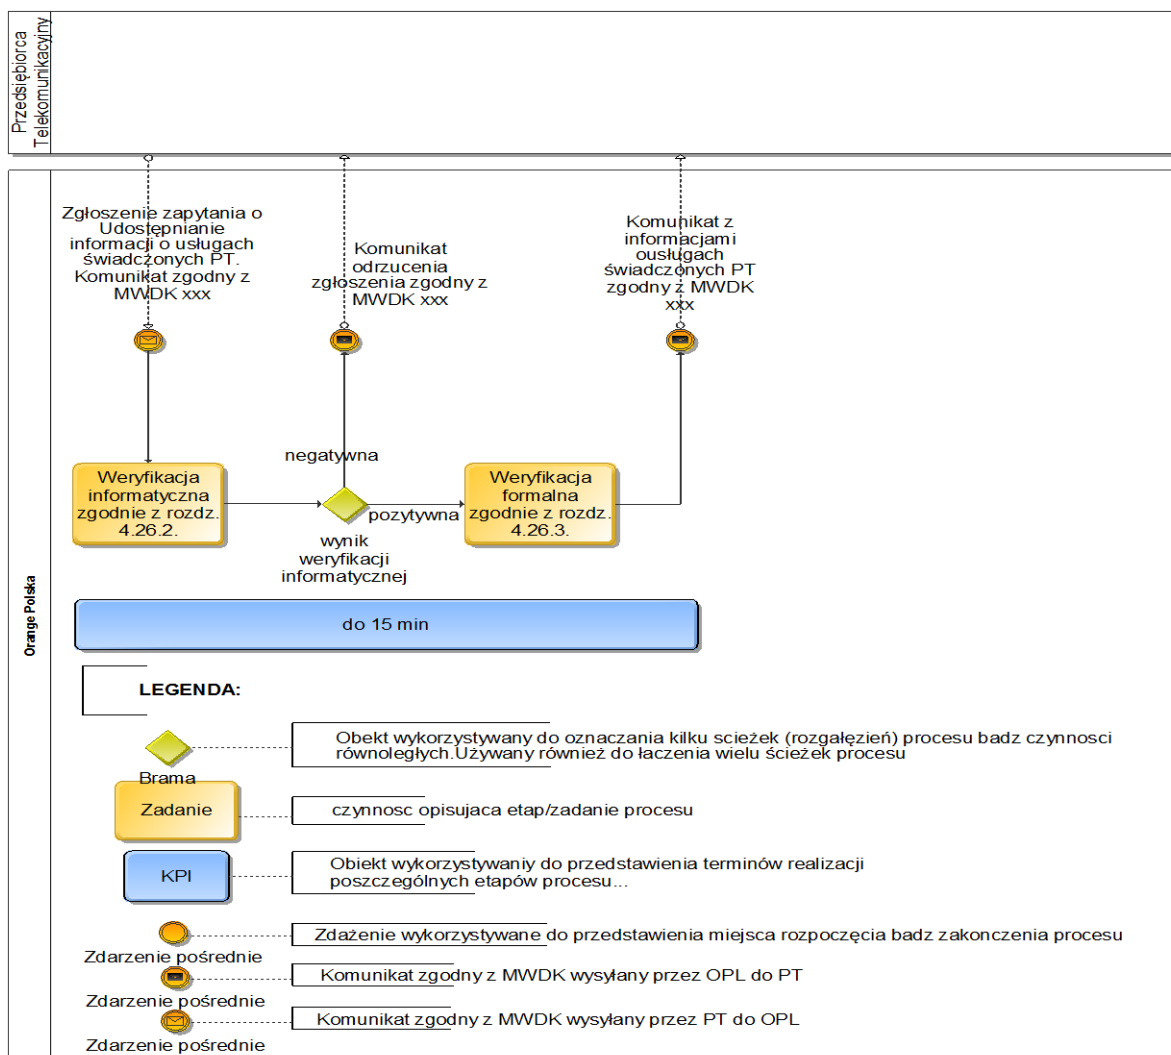 Przedsiębiorca
Telekomunikacyjny
Orange Polska
Zgłoszenie zapytania o
Udostępnianie
informacji o usługach
świadczonych PT.
Komunikat zgodny z
MWDK xxx
Komunikat
odrzucenia
zgłoszenia zgodny z
MWDK xxx
Komunikat z
informacjami
ousługach
świadczonych PT
zgodny z MWDK
xxx
Weryfikacja
informatyczna
zgodnie z rozdz.
4.26.2.
negatywna
pozytywna
wynik
weryfikacji
informatycznej
Weryfikacja
formalna
zgodnie z rozdz.
4.26.3.
do 15 min
LEGENDA:
Brama
Obekt wykorzystywany do oznaczania kilku scieżek (rozgałęzień) procesu badz czynnosci
równoległych.Używany również do łaczenia wielu ścieżek procesu
Zadanie
czynnosc opisujaca etap/zadanie procesu
KPI
Obiekt wykorzystywaniy do przedstawienia terminów realizacji
poszczególnych etapów procesu...
Zdarzenie pośrednie
Zdażenie wykorzystywane do przedstawienia miejsca rozpoczęcia badz zakonczenia procesu
Zdarzenie pośrednie
Komunikat zgodny z MWDK wysyłany przez OPL do PT
Zdarzenie pośrednie
Komunikat zgodny z MWDK wysyłany przez PT do OPL